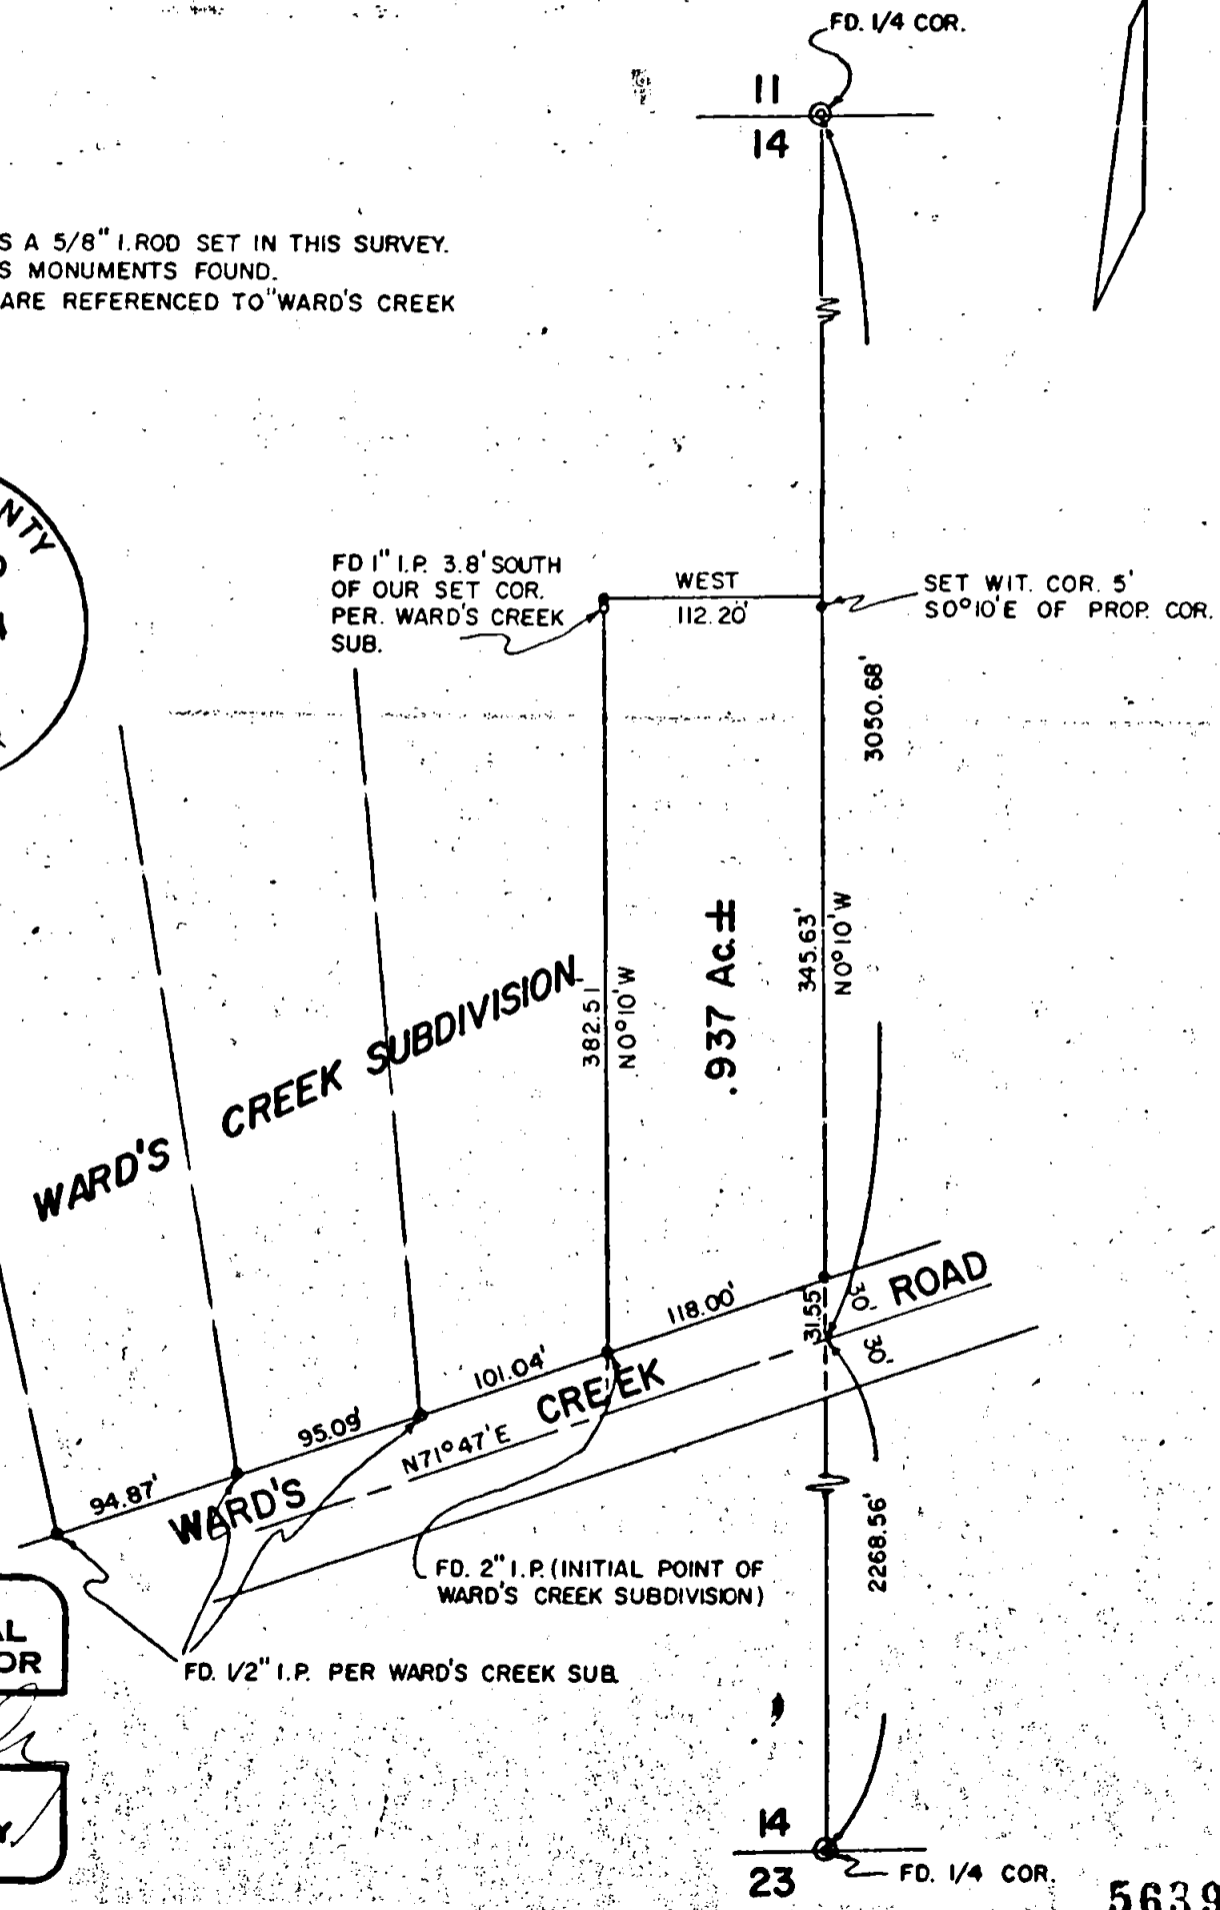 FD. 1/4 COR.
11
14
S A 5/8" I. ROD SET IN THIS SURVEY.
S MONUMENTS FOUND.
ARE REFERENCED TO "WARD'S CREEK
NTY
FD 1" I.P. 3.8' SOUTH
OF OUR SET COR.
PER. WARD'S CREEK
SUB.
WEST
112.20'
SET WIT. COR. 5'
S0°10'E OF PROP. COR.
3050.68'
345.63'
N0°10'W
.937 Ac.±
382.51
N0°10'W
WARD'S CREEK SUBDIVISION
118.00'
31.55'
30'
30'
101.04'
95.09'
94.87'
WARD'S CREEK ROAD
N71°47'E
FD. 2" I.P. (INITIAL POINT OF
WARD'S CREEK SUBDIVISION)
2268.56'
AL
OR
FD. 1/2" I.P. PER WARD'S CREEK SUB.
14
23
FD. 1/4 COR.
5639